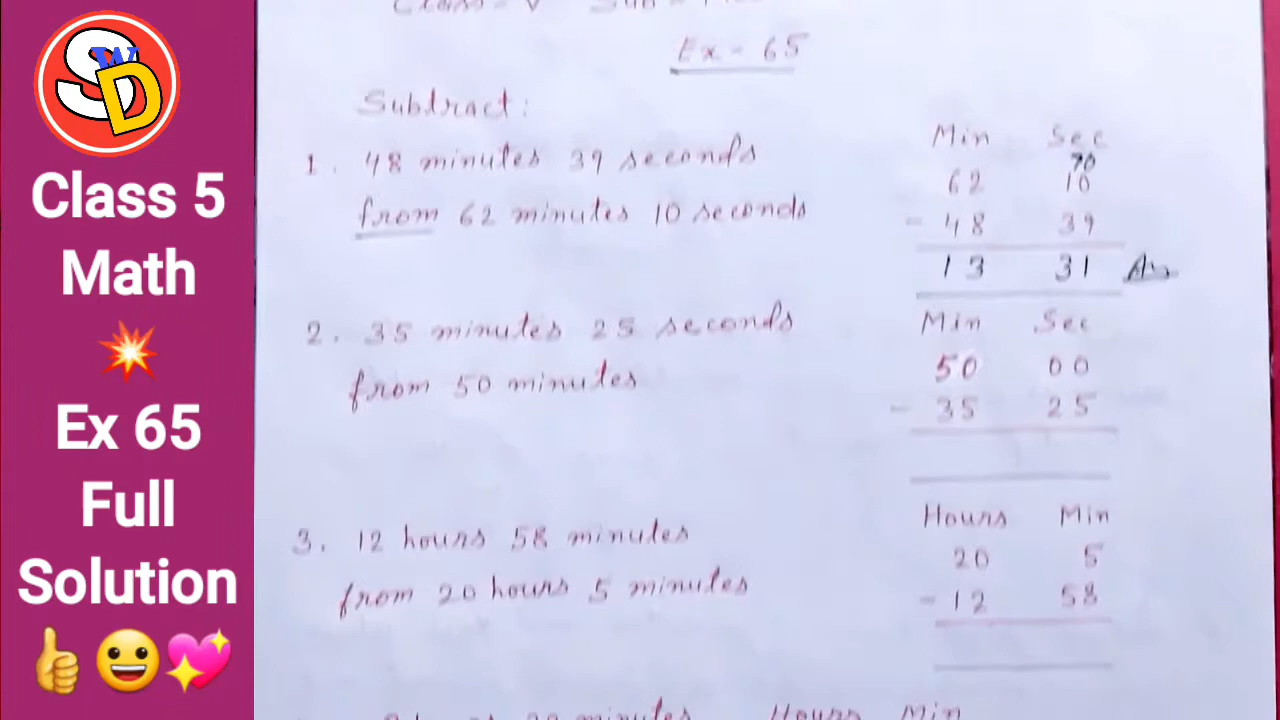 SWD
Class 5
Math
Ex 65
Full
Solution
Class - V
Ex - 65
Subtract:
1. 48 minutes 39 seconds
from 62 minutes 10 seconds
Min Sec
70
62 10
- 48 39
13 31 Ans
2. 35 minutes 25 seconds
from 50 minutes
Min Sec
50 00
- 35 25
3. 12 hours 58 minutes
from 20 hours 5 minutes
Hours Min
20 5
- 12 58
minutes Hours Min